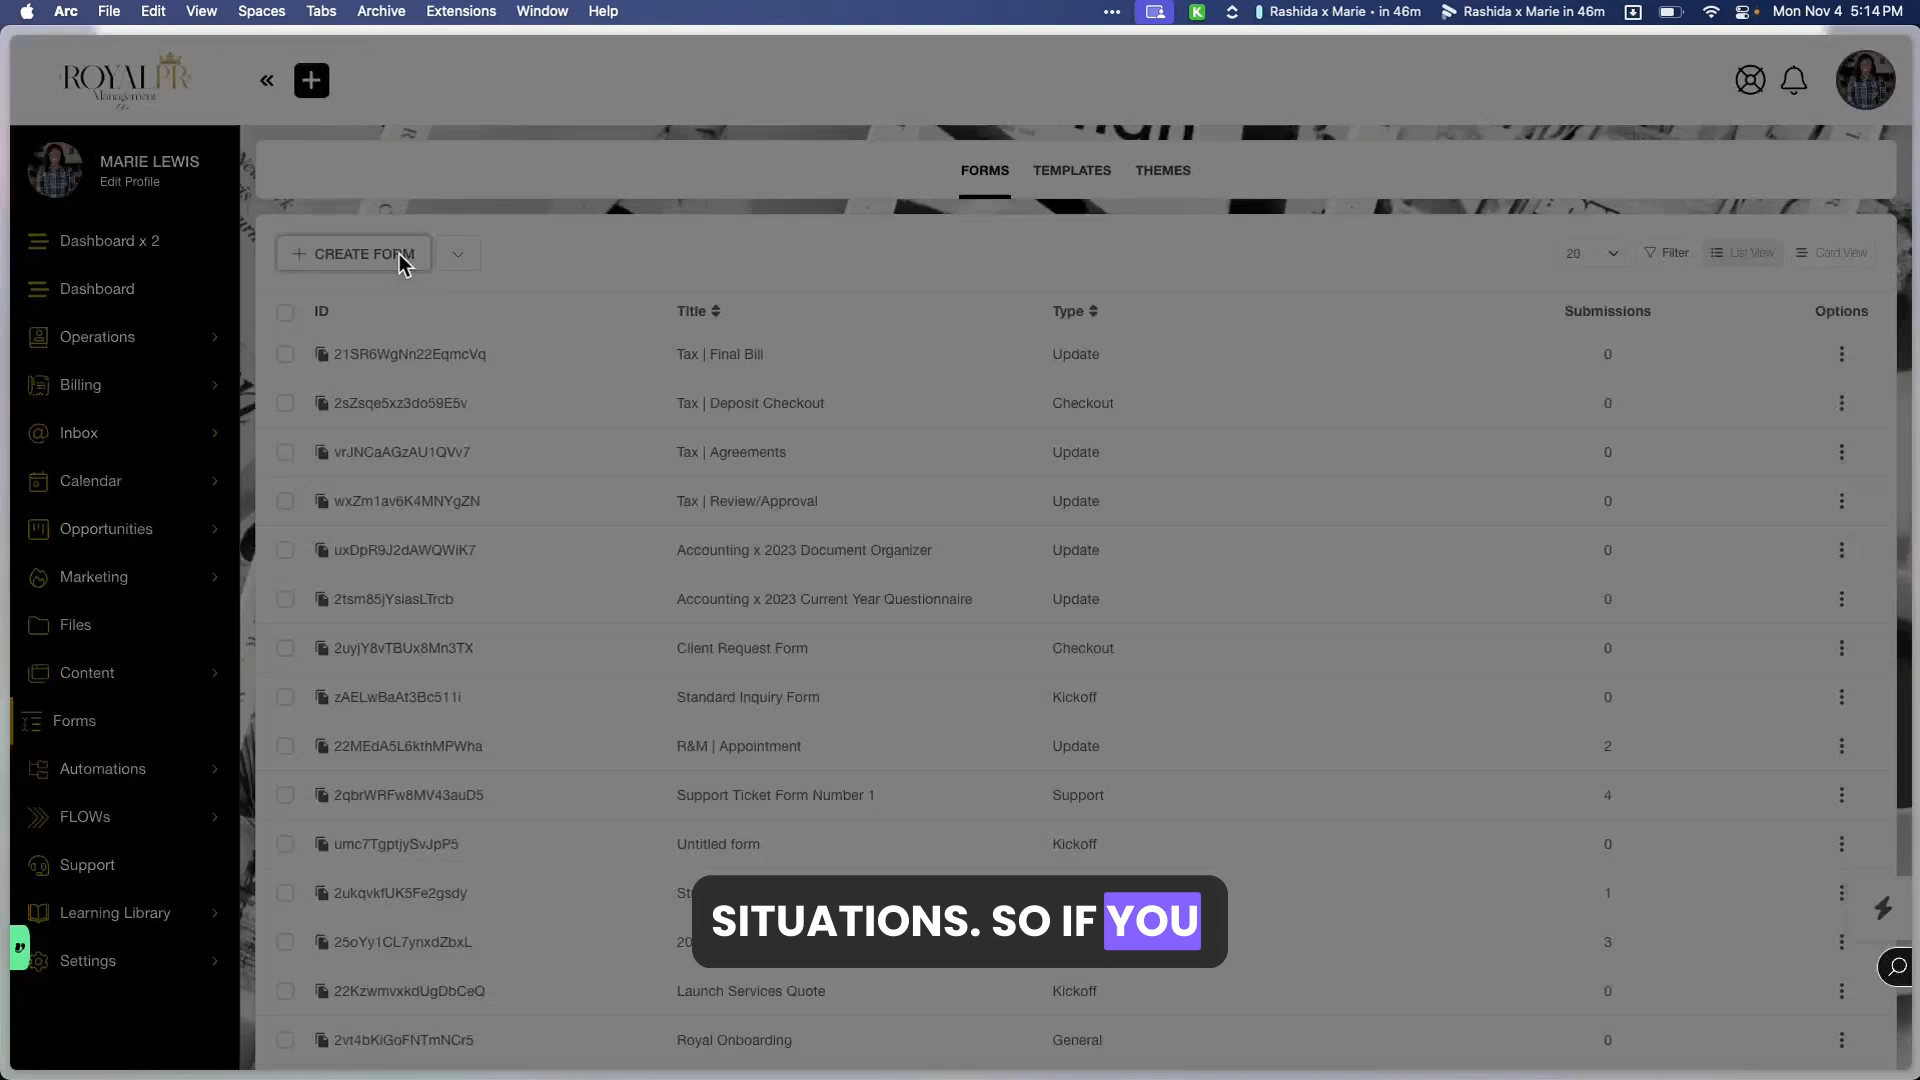 Arc File Edit View Spaces Tabs Archive Extensions Window Help
Rashida x Marie • in 46m Rashida x Marie in 46m Mon Nov 4 5:14 PM
ROYAL PR
Management
MARIE LEWIS
Edit Profile
Dashboard x 2
Dashboard
Operations
Billing
Inbox
Calendar
Opportunities
Marketing
Files
Content
Forms
Automations
FLOWs
Support
Learning Library
Settings
FORMS TEMPLATES THEMES
CREATE FORM
20 Filter List View Card View
ID Title Type Submissions Options
21SR6WgNn22EqmcVq Tax | Final Bill Update 0
2sZsqe5xz3do59E5v Tax | Deposit Checkout Checkout 0
vrJNCaAGzAU1QVv7 Tax | Agreements Update 0
wxZm1av6K4MNYgZN Tax | Review/Approval Update 0
uxDpR9J2dAWQWiK7 Accounting x 2023 Document Organizer Update 0
2tsm85jYsiasLTrcb Accounting x 2023 Current Year Questionnaire Update 0
2uyjY8vTBUx8Mn3TX Client Request Form Checkout 0
zAELwBaAt3Bc511i Standard Inquiry Form Kickoff 0
22MEdA5L6kthMPWha R&M | Appointment Update 2
2qbrWRFw8MV43auD5 Support Ticket Form Number 1 Support 4
umc7TgptjySvJpP5 Untitled form Kickoff 0
2ukqvkfUK5Fe2gsdy 1
25oYy1CL7ynxdZbxL 20 3
22KzwmvxkdUgDbCeQ Launch Services Quote Kickoff 0
2vt4bKiGoFNTmNCr5 Royal Onboarding General 0
SITUATIONS. SO IF YOU